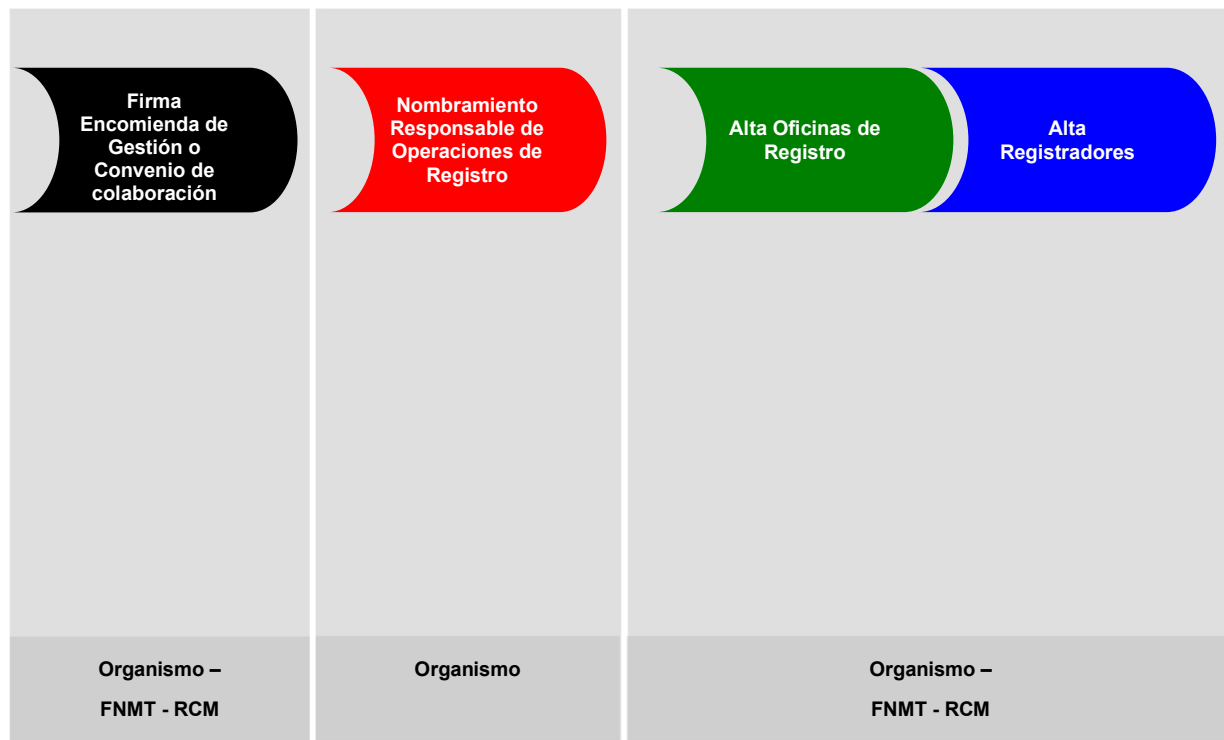 Firma
Encomienda de
Gestión o
Convenio de
colaboración
Nombramiento
Responsable de
Operaciones de
Registro
Alta Oficinas de
Registro
Alta
Registradores
Organismo –
FNMT - RCM
Organismo
Organismo –
FNMT - RCM